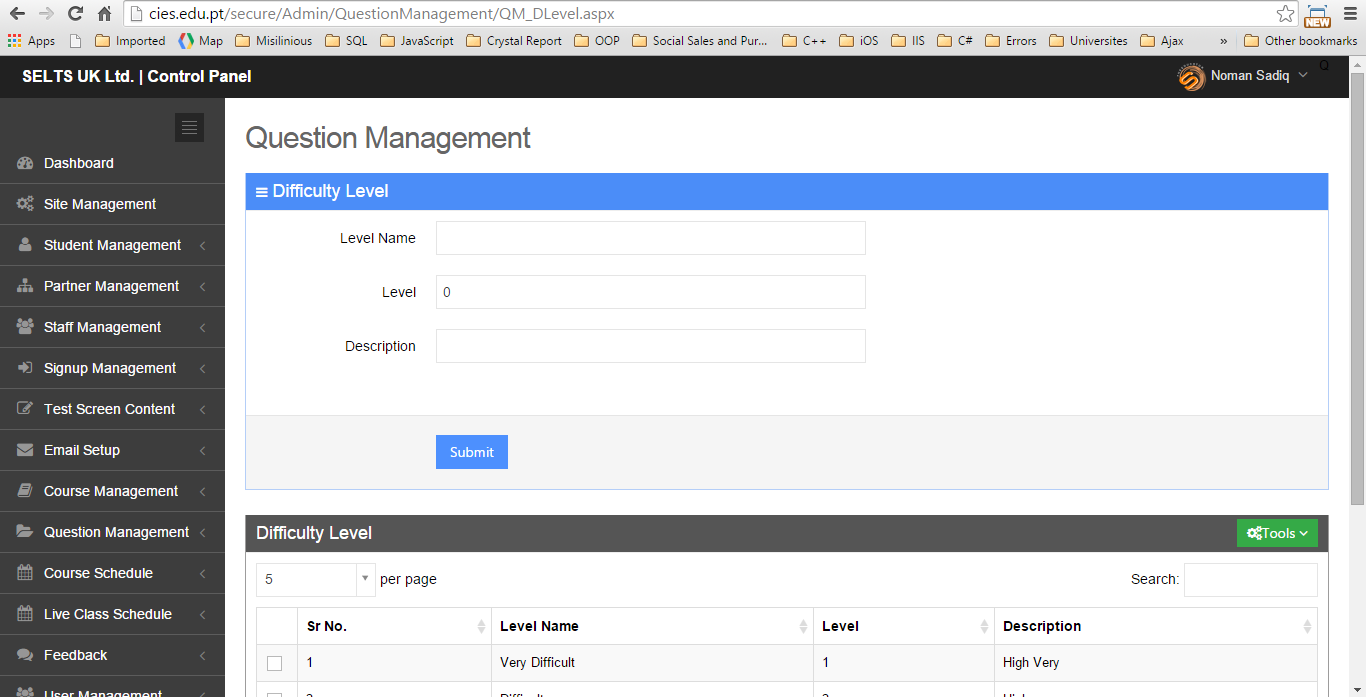 cies.edu.pt/secure/Admin/QuestionManagement/QM_DLevel.aspx
NEW
Apps Imported Map Misilinious SQL JavaScript Crystal Report OOP Social Sales and Pur... C++ iOS IIS C# Errors Universites Ajax » Other bookmarks
SELTS UK Ltd. | Control Panel
Noman Sadiq
Q
Question Management
Dashboard
Site Management
Student Management
Partner Management
Staff Management
Signup Management
Test Screen Content
Email Setup
Course Management
Question Management
Course Schedule
Live Class Schedule
Feedback
User Management
Difficulty Level
Level Name
Level 0
Description
Submit
Difficulty Level
Tools
5 per page
Search:
Sr No. Level Name Level Description
1 Very Difficult 1 High Very